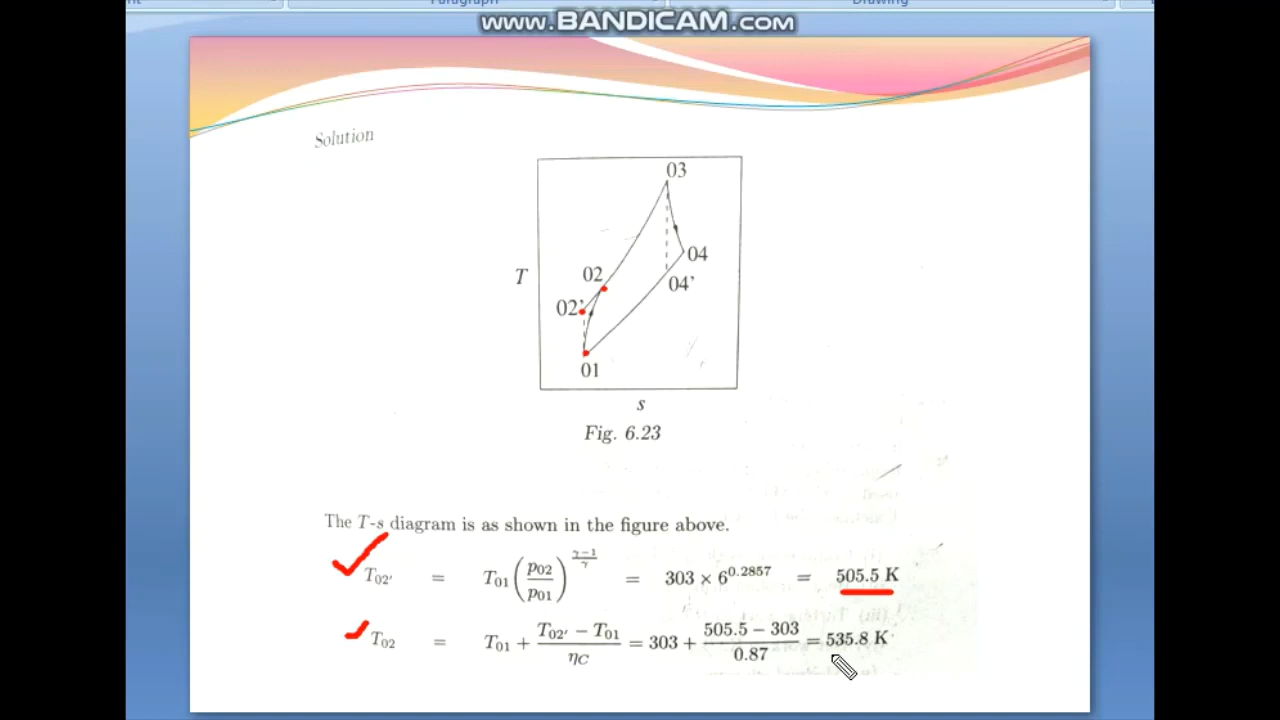 Paragraph
Drawing
www.BANDICAM.com
Solution
03
04
02
T
04'
02'
01
s
Fig. 6.23
The T-s diagram is as shown in the figure above.
T02' = T01 (p02/p01)^(γ−1)/γ = 303 × 6^0.2857 = 505.5 K
T02 = T01 + (T02' − T01)/ηC = 303 + (505.5 − 303)/0.87 = 535.8 K